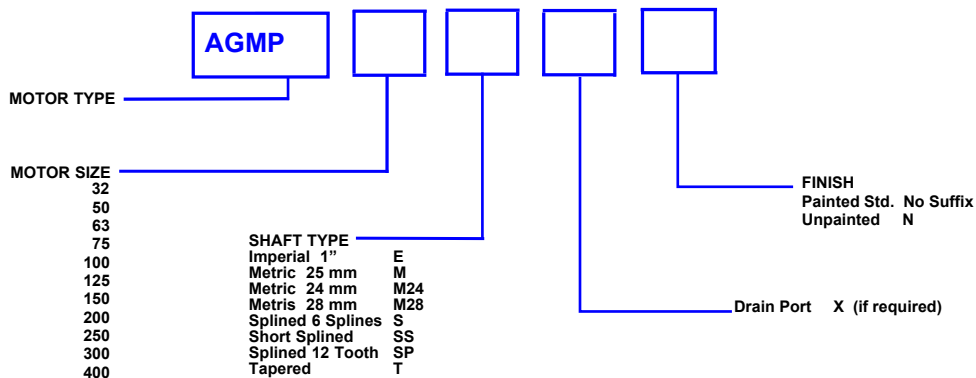 AGMP
MOTOR TYPE
MOTOR SIZE
32
50
63
75
100
125
150
200
250
300
400
SHAFT TYPE
Imperial 1” E
Metric 25 mm M
Metric 24 mm M24
Metris 28 mm M28
Splined 6 Splines S
Short Splined SS
Splined 12 Tooth SP
Tapered T
FINISH
Painted Std. No Suffix
Unpainted N
Drain Port X (if required)